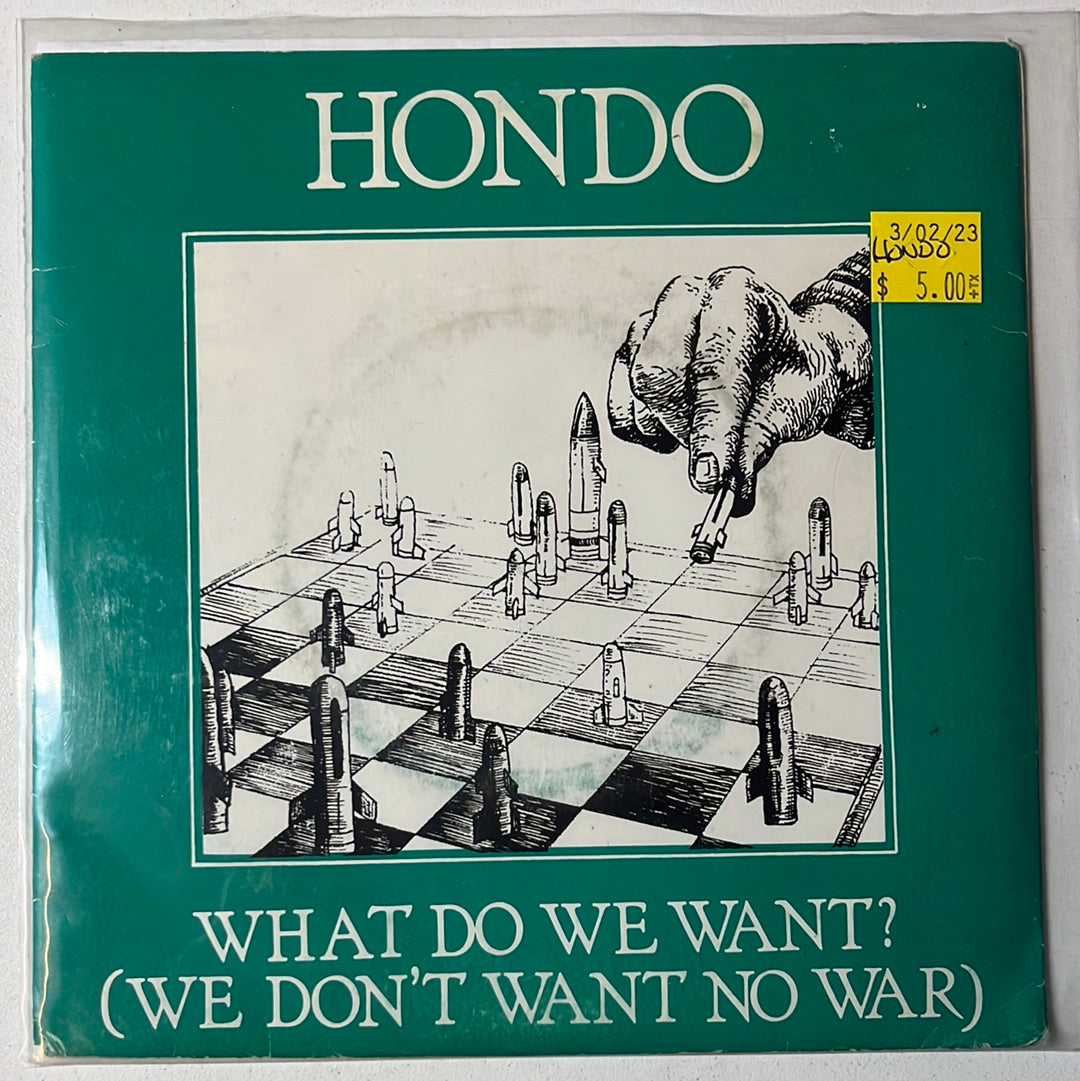 HONDO
3/02/23
HONDO
$ 5.00 +TX
WHAT DO WE WANT?
(WE DON'T WANT NO WAR)